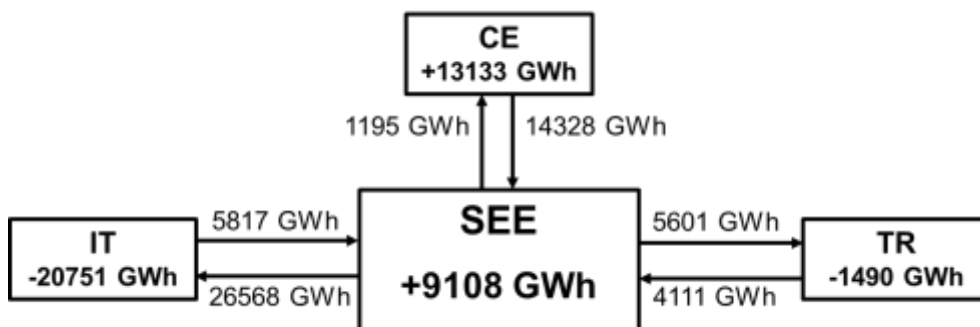 CE
+13133 GWh
1195 GWh
14328 GWh
5817 GWh
SEE
5601 GWh
IT
-20751 GWh
+9108 GWh
TR
-1490 GWh
26568 GWh
4111 GWh